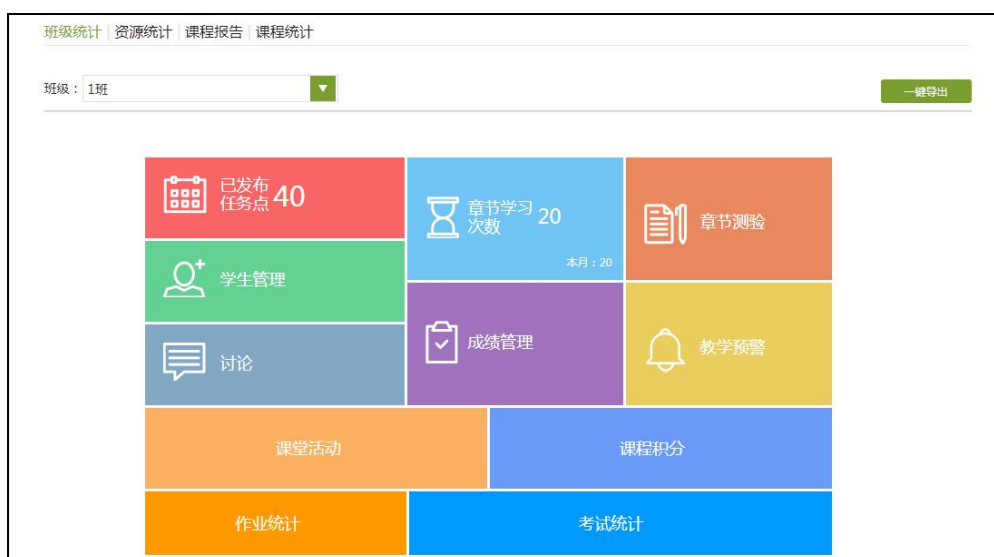 班级统计 | 资源统计 | 课程报告 | 课程统计
班级：1班
一键导出
已发布
任务点 40
章节学习
次数 20
本月：20
章节测验
学生管理
讨论
成绩管理
教学预警
课堂活动
课程积分
作业统计
考试统计